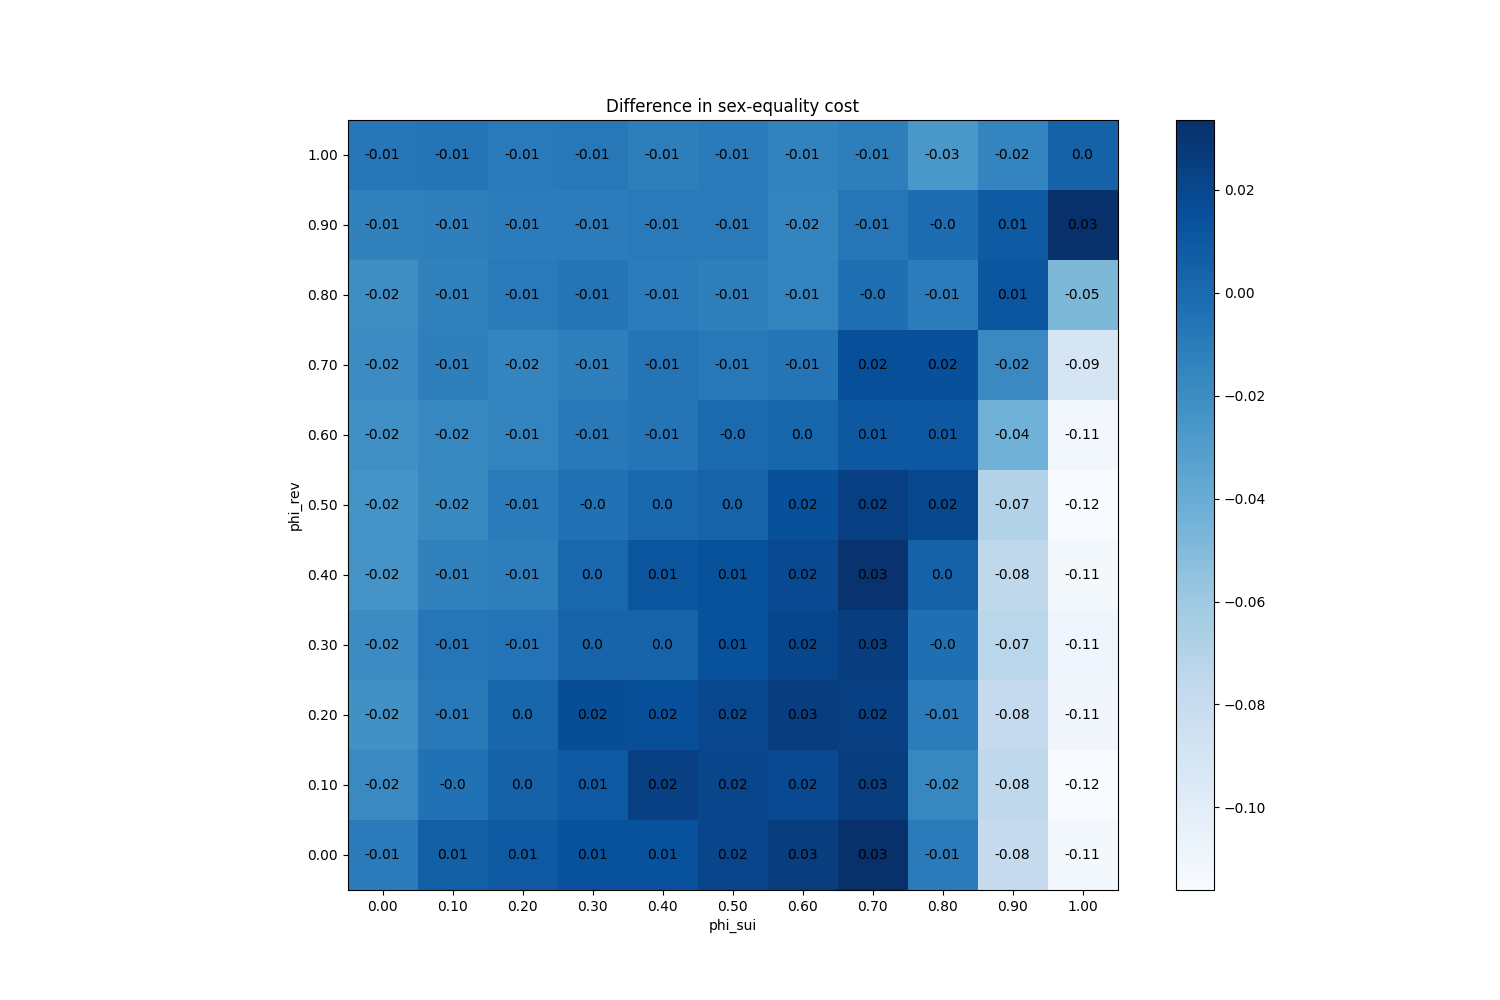 Difference in sex-equality cost
1.00 -0.01 -0.01 -0.01 -0.01 -0.01 -0.01 -0.01 -0.01 -0.03 -0.02 0.0
0.90 -0.01 -0.01 -0.01 -0.01 -0.01 -0.01 -0.02 -0.01 -0.0 0.01 0.03
0.80 -0.02 -0.01 -0.01 -0.01 -0.01 -0.01 -0.01 -0.0 -0.01 0.01 -0.05
0.70 -0.02 -0.01 -0.02 -0.01 -0.01 -0.01 -0.01 0.02 0.02 -0.02 -0.09
0.60 -0.02 -0.02 -0.01 -0.01 -0.01 -0.0 0.0 0.01 0.01 -0.04 -0.11
0.50 -0.02 -0.02 -0.01 -0.0 0.0 0.0 0.02 0.02 0.02 -0.07 -0.12
0.40 -0.02 -0.01 -0.01 0.0 0.01 0.01 0.02 0.03 0.0 -0.08 -0.11
0.30 -0.02 -0.01 -0.01 0.0 0.0 0.01 0.02 0.03 -0.0 -0.07 -0.11
0.20 -0.02 -0.01 0.0 0.02 0.02 0.02 0.03 0.02 -0.01 -0.08 -0.11
0.10 -0.02 -0.0 0.0 0.01 0.02 0.02 0.02 0.03 -0.02 -0.08 -0.12
0.00 -0.01 0.01 0.01 0.01 0.01 0.02 0.03 0.03 -0.01 -0.08 -0.11
0.00 0.10 0.20 0.30 0.40 0.50 0.60 0.70 0.80 0.90 1.00
phi_sui
phi_rev
0.02
0.00
−0.02
−0.04
−0.06
−0.08
−0.10